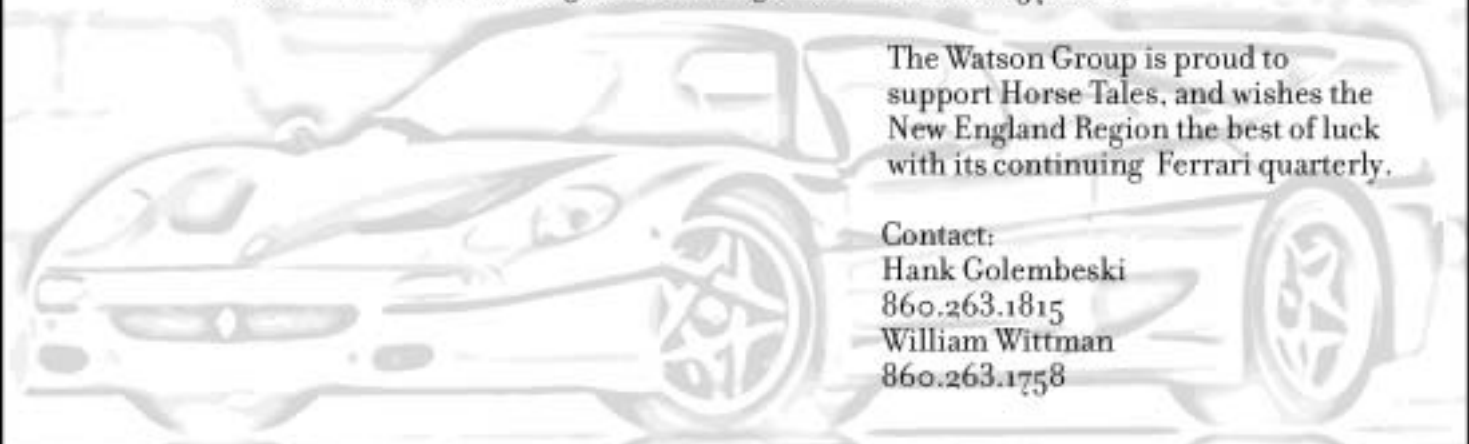 The Watson Group is proud to
support Horse Tales, and wishes the
New England Region the best of luck
with its continuing Ferrari quarterly.
Contact:
Hank Golembeski
860.263.1815
William Wittman
860.263.1758